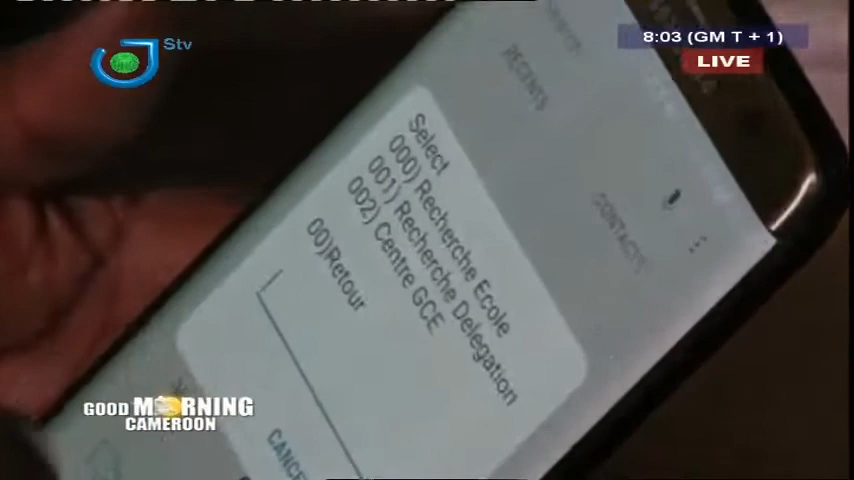 Stv
8:03 (GM T + 1)
LIVE
RECENTS
CONTACTS
Select
000) Recherche Ecole
001) Recherche Delegation
002) Centre GCE
00)Retour
GOOD MORNING
CAMEROON